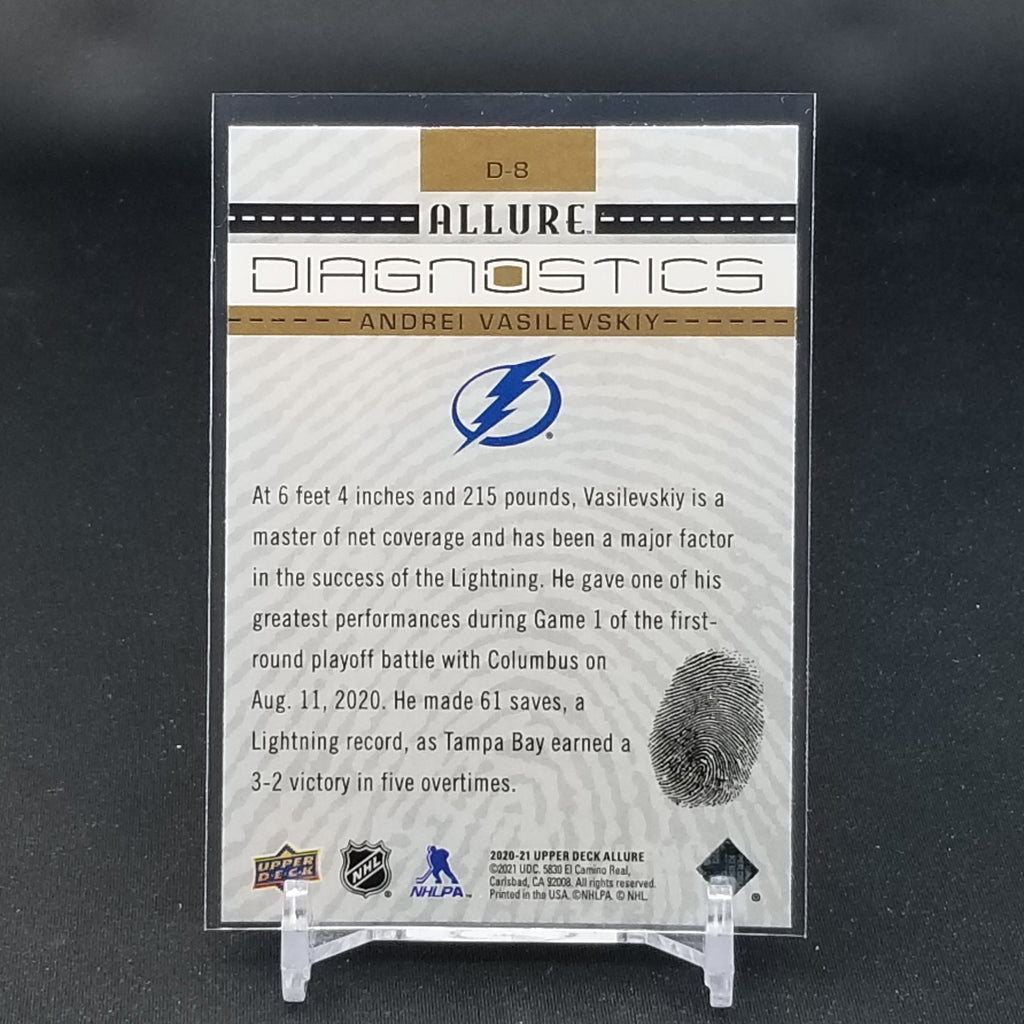 D-8
ALLURE™
DIAGNOSTICS
ANDREI VASILEVSKIY
®
At 6 feet 4 inches and 215 pounds, Vasilevskiy is a
master of net coverage and has been a major factor
in the success of the Lightning. He gave one of his
greatest performances during Game 1 of the first-
round playoff battle with Columbus on
Aug. 11, 2020. He made 61 saves, a
Lightning record, as Tampa Bay earned a
3-2 victory in five overtimes.
UPPER
DECK
NHL
®
NHLPA™
2020-21 UPPER DECK ALLURE
©2021 UDC. 5830 El Camino Real,
Carlsbad, CA 92008. All rights reserved.
Printed in the USA. ©NHLPA. © NHL.
®